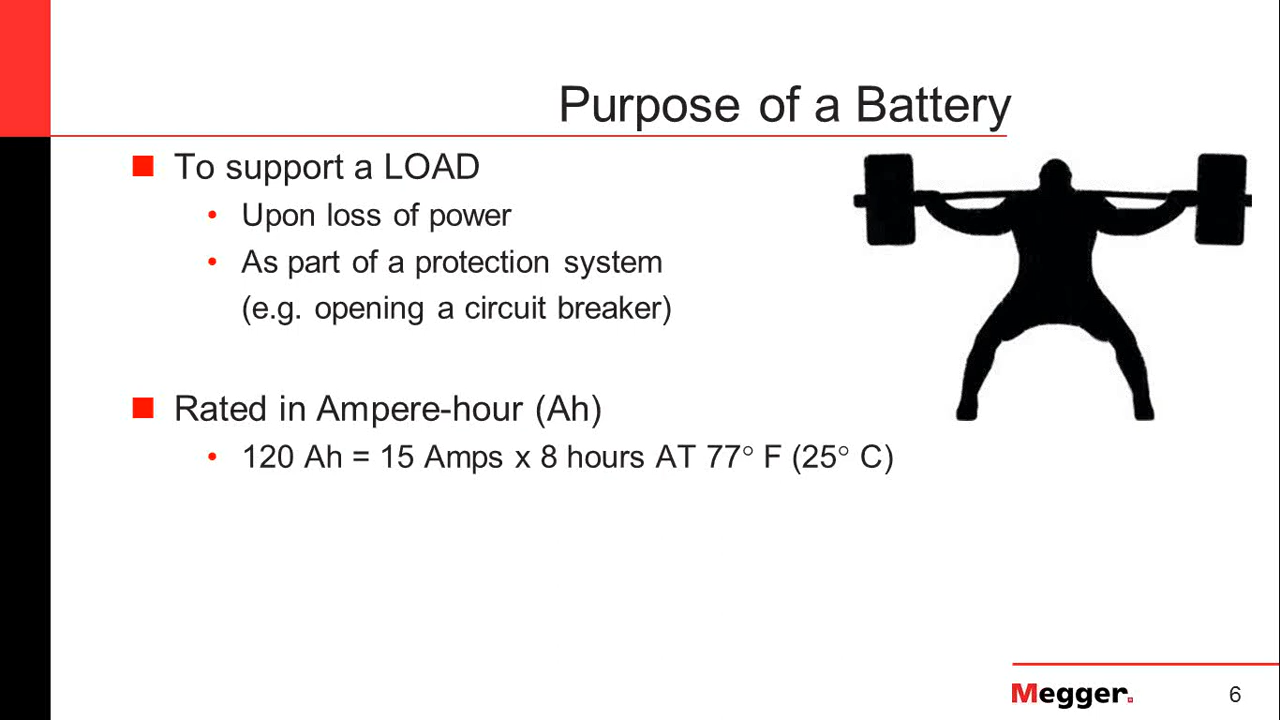 Purpose of a Battery
To support a LOAD
• Upon loss of power
• As part of a protection system
(e.g. opening a circuit breaker)
Rated in Ampere-hour (Ah)
• 120 Ah = 15 Amps x 8 hours AT 77° F (25° C)
Megger.
6